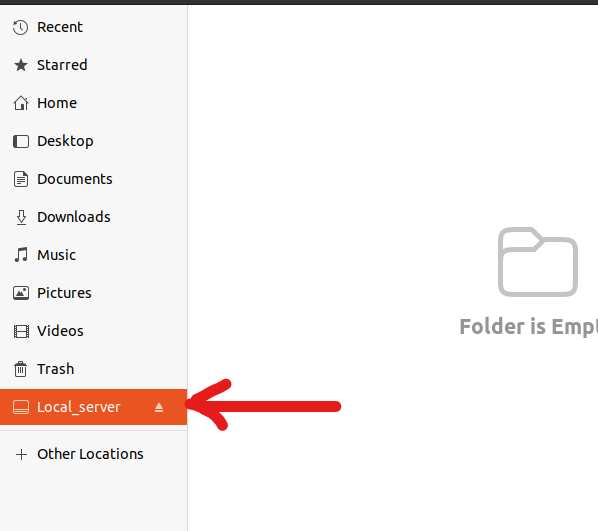 Recent
Starred
Home
Desktop
Documents
Downloads
Music
Pictures
Videos
Trash
Local_server
Other Locations
Folder is Empt